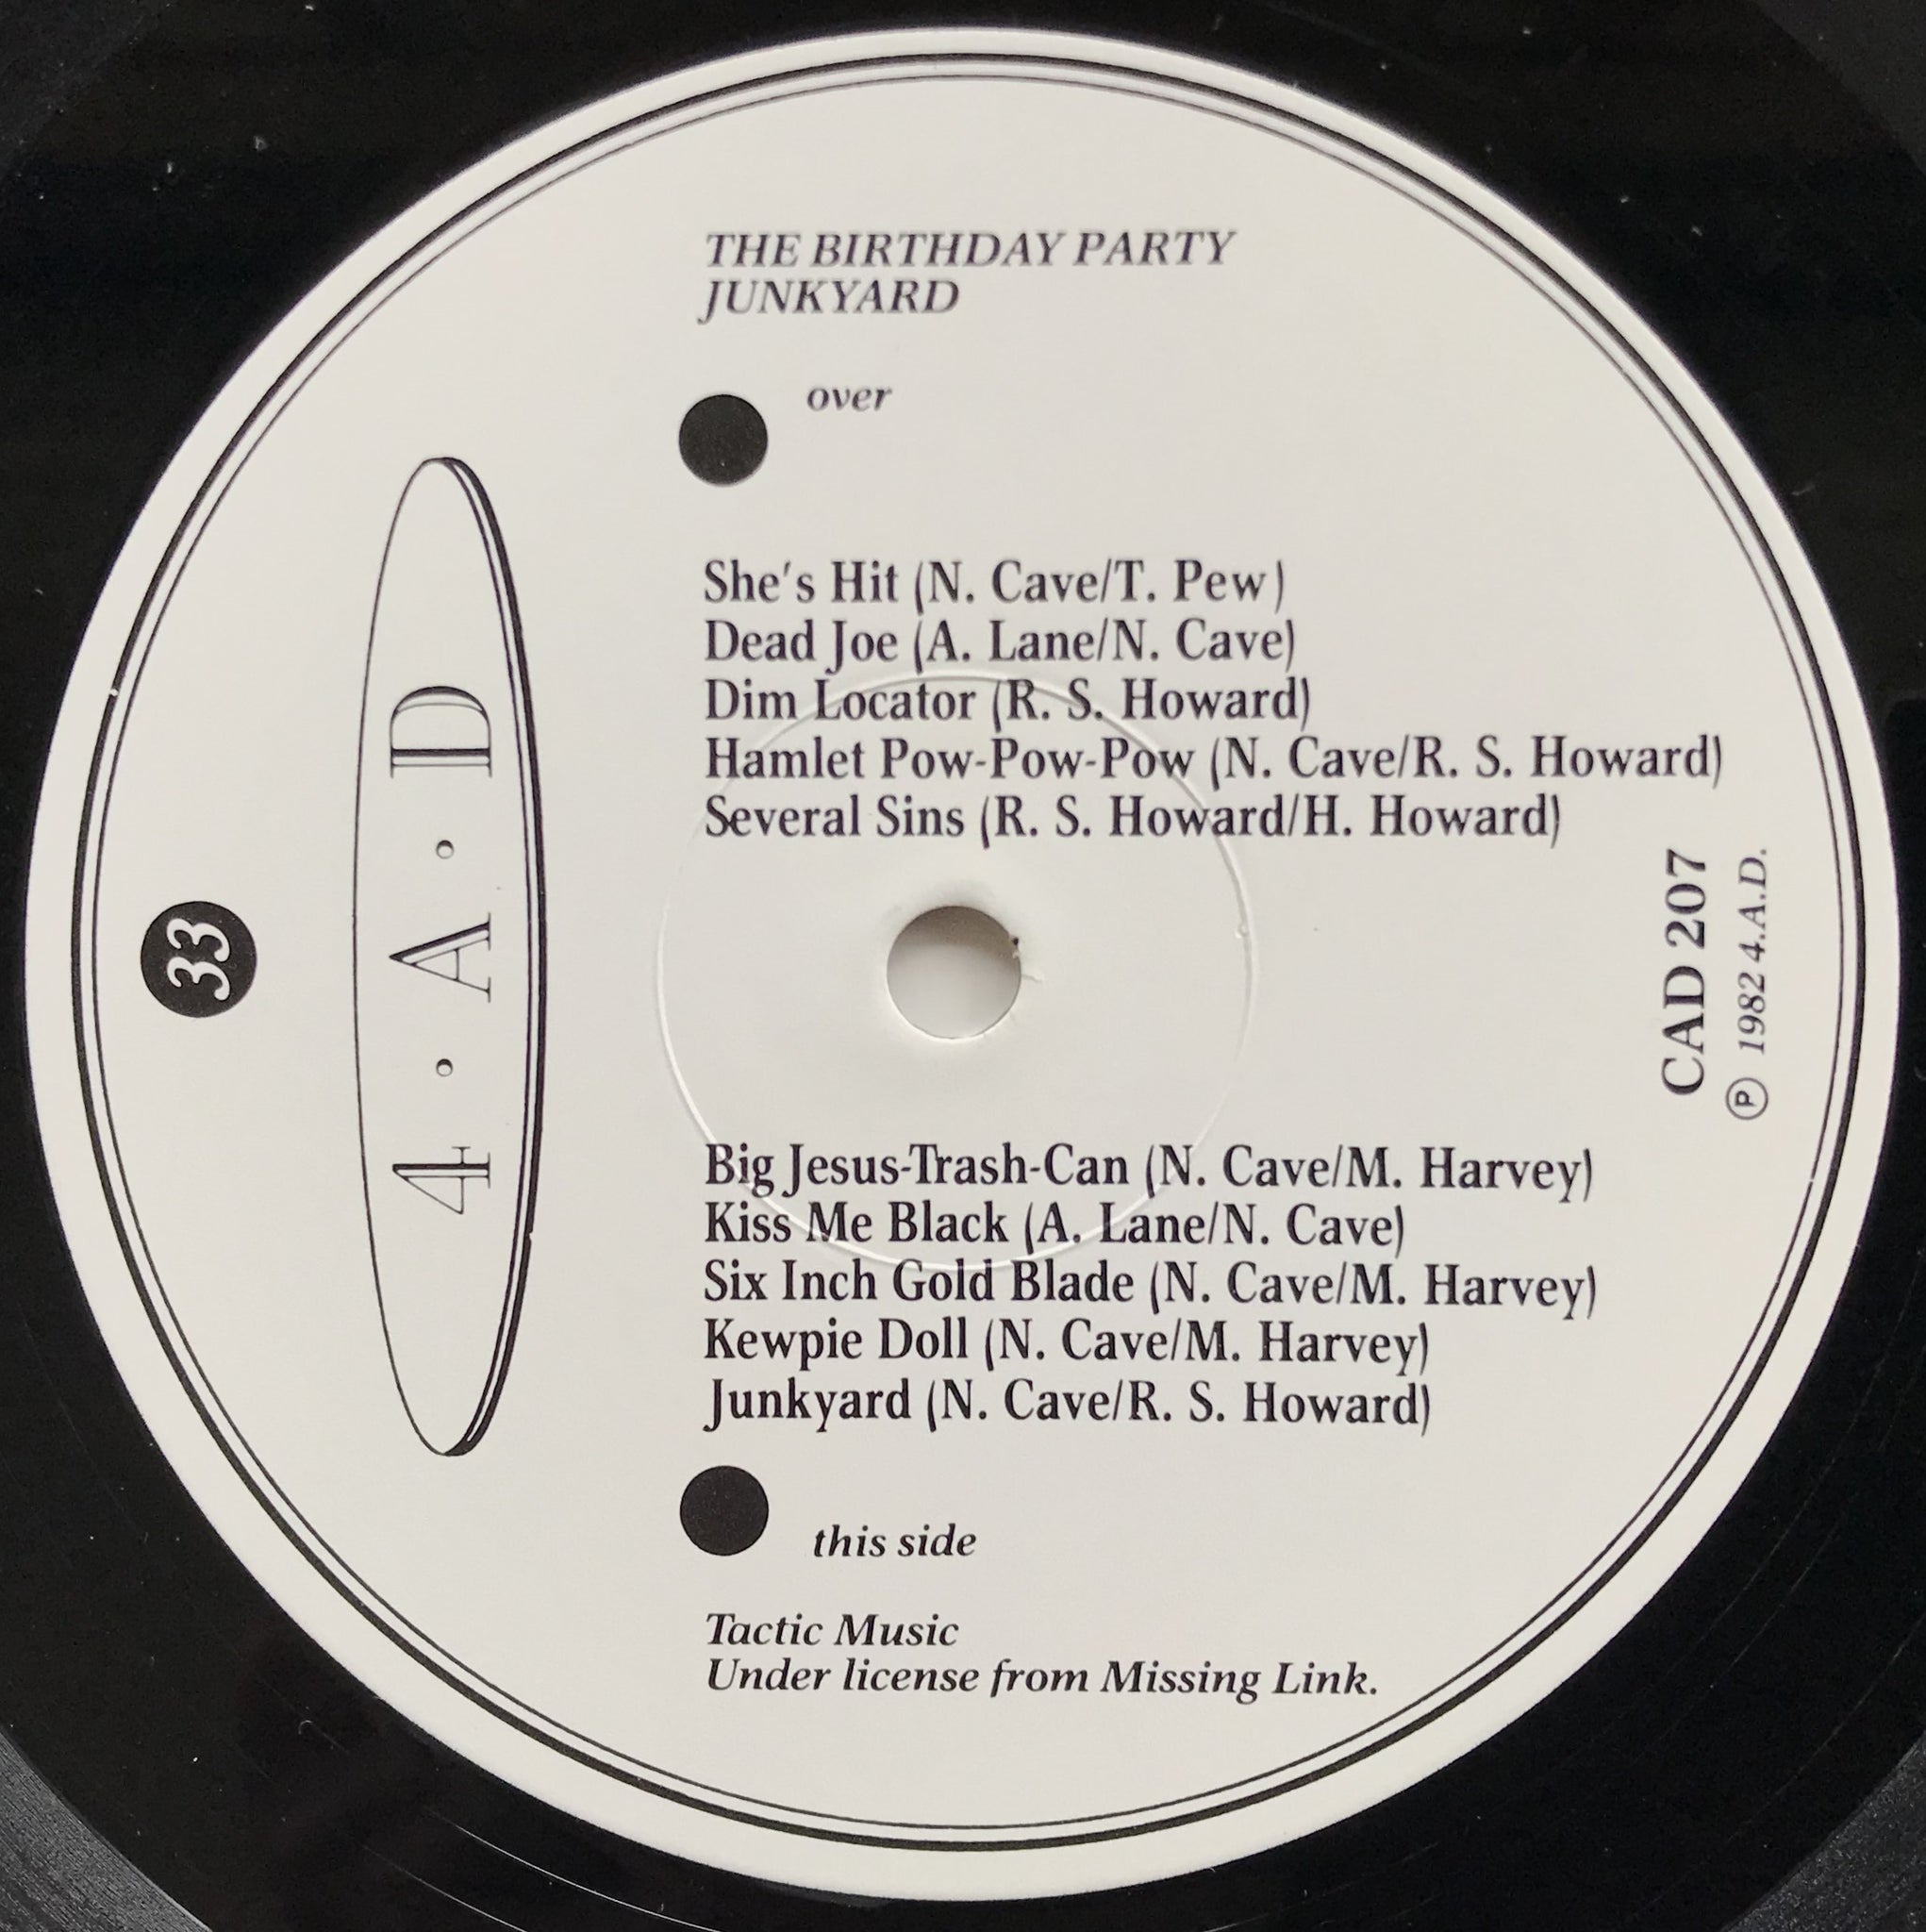 THE BIRTHDAY PARTY
JUNKYARD
over
She's Hit (N. Cave/T. Pew)
Dead Joe (A. Lane/N. Cave)
Dim Locator (R. S. Howard)
Hamlet Pow-Pow-Pow (N. Cave/R. S. Howard)
Several Sins (R. S. Howard/H. Howard)
33
4·A·D
CAD 207
℗ 1982 4.A.D.
Big Jesus-Trash-Can (N. Cave/M. Harvey)
Kiss Me Black (A. Lane/N. Cave)
Six Inch Gold Blade (N. Cave/M. Harvey)
Kewpie Doll (N. Cave/M. Harvey)
Junkyard (N. Cave/R. S. Howard)
this side
Tactic Music
Under license from Missing Link.